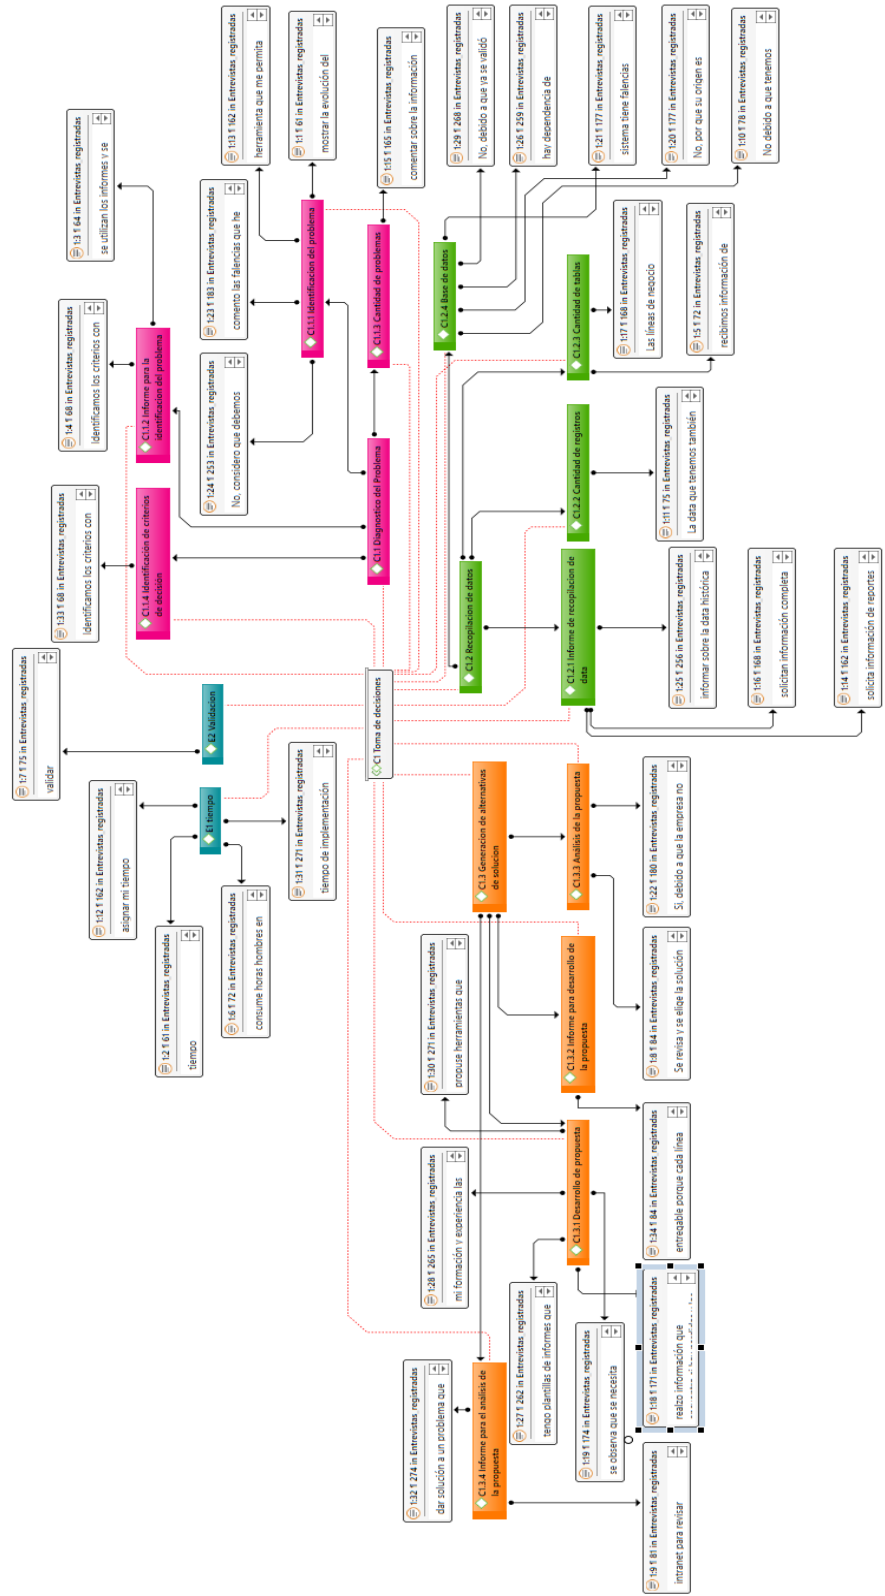 1:13 ¶ 162 in Entrevistas_registradas
herramienta que me permita
1:1 ¶ 61 in Entrevistas_registradas
mostrar la evolución del
1:15 ¶ 165 in Entrevistas_registradas
comentar sobre la información
1:29 ¶ 268 in Entrevistas_registradas
No, debido a que ya se validó
1:26 ¶ 259 in Entrevistas_registradas
hay dependencia de
1:21 ¶ 177 in Entrevistas_registradas
sistema tiene falencias
1:20 ¶ 177 in Entrevistas_registradas
No, por que su origen es
1:10 ¶ 78 in Entrevistas_registradas
No debido a que tenemos
1:3 ¶ 64 in Entrevistas_registradas
se utilizan los informes y se
1:23 ¶ 183 in Entrevistas_registradas
comento las falencias que he
C1.1.1 Identificacion del problema
C1.1.3 Cantidad de problemas
C1.2.4 Base de datos
C1.2.3 Cantidad de tablas
1:17 ¶ 168 in Entrevistas_registradas
Las líneas de negocio
1:5 ¶ 72 in Entrevistas_registradas
recibimos información de
1:4 ¶ 68 in Entrevistas_registradas
Identificamos los criterios con
C1.1.2 Informe para la
identificacion del problema
1:24 ¶ 253 in Entrevistas_registradas
No, considero que debemos
1:33 ¶ 68 in Entrevistas_registradas
Identificamos los criterios con
C1.1.4 Identificación de criterios
de decisión
C1.1 Diagnostico del Problema
C1.2.2 Cantidad de registros
1:11 ¶ 75 in Entrevistas_registradas
La data que tenemos también
C1.2 Recopilacion de datos
C1.2.1 Informe de recopilacion de
data
1:25 ¶ 256 in Entrevistas_registradas
informar sobre la data histórica
1:16 ¶ 168 in Entrevistas_registradas
solicitan información completa
1:14 ¶ 162 in Entrevistas_registradas
solicita información de reportes
1:7 ¶ 75 in Entrevistas_registradas
validar
E2 Validacion
C1 Toma de decisiones
1:12 ¶ 162 in Entrevistas_registradas
asignar mi tiempo
E1 tiempo
1:31 ¶ 271 in Entrevistas_registradas
tiempo de implementación
1:2 ¶ 61 in Entrevistas_registradas
tiempo
1:6 ¶ 72 in Entrevistas_registradas
consume horas hombres en
C1.3 Generacion de alternativas
de solucion
C1.3.3 Análisis de la propuesta
1:22 ¶ 180 in Entrevistas_registradas
Si, debido a que la empresa no
1:30 ¶ 271 in Entrevistas_registradas
propuse herramientas que
C1.3.2 Informe para desarrollo de
la propuesta
1:8 ¶ 84 in Entrevistas_registradas
Se revisa y se elige la solución
1:28 ¶ 265 in Entrevistas_registradas
mi formación y experiencia las
C1.3.1 Desarrollo de propuesta
1:34 ¶ 84 in Entrevistas_registradas
entregable porque cada línea
1:27 ¶ 262 in Entrevistas_registradas
tengo plantillas de informes que
1:19 ¶ 174 in Entrevistas_registradas
se observa que se necesita
1:18 ¶ 171 in Entrevistas_registradas
realzo información que
1:32 ¶ 274 in Entrevistas_registradas
dar solución a un problema que
C1.3.4 Informe para el análisis de
la propuesta
1:9 ¶ 81 in Entrevistas_registradas
intranet para revisar